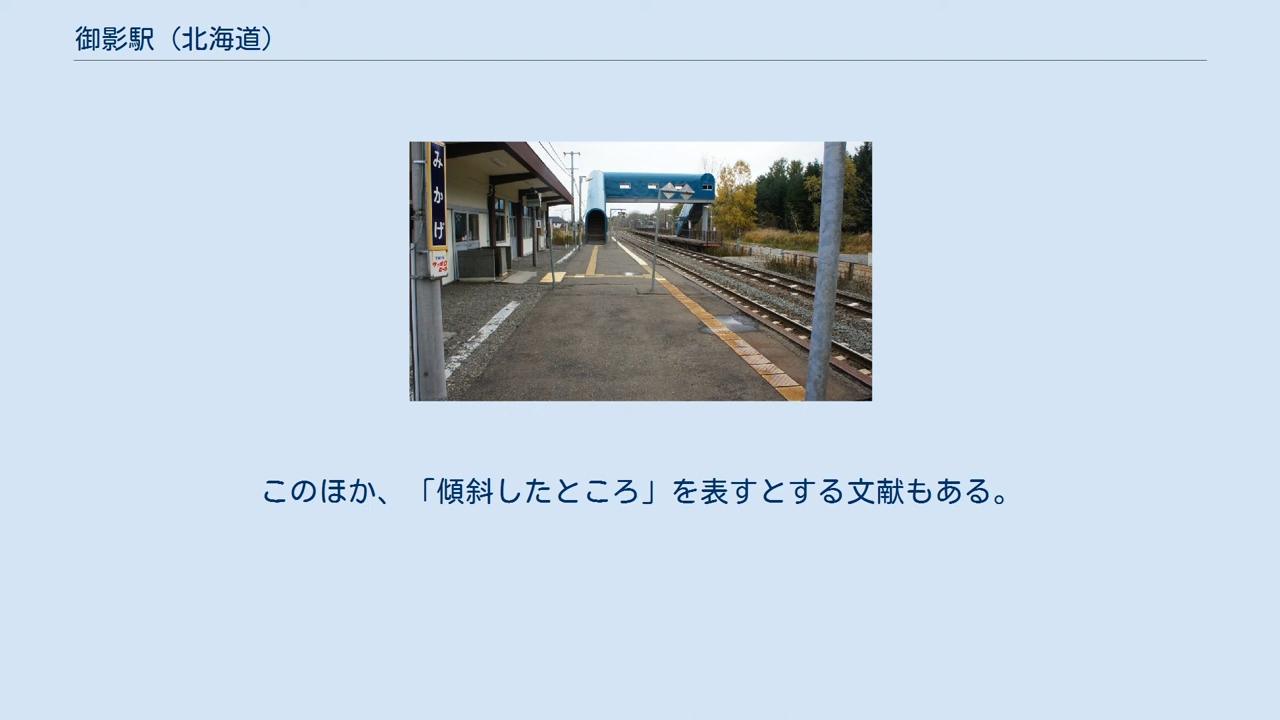 御影駅（北海道）
みかげ
このほか、「傾斜したところ」を表すとする文献もある。